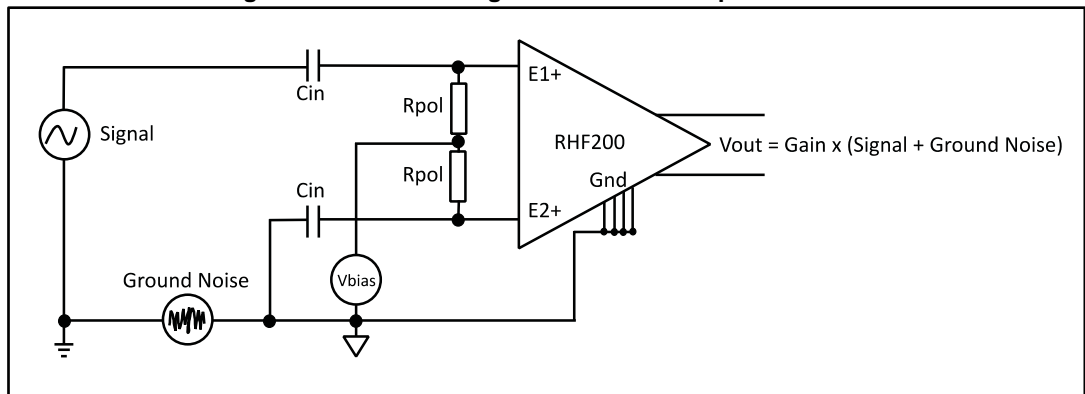 E1+
Cin
Rpol
Signal
RHF200
Vout = Gain x (Signal + Ground Noise)
Rpol
Gnd
Cin
E2+
Ground Noise
Vbias